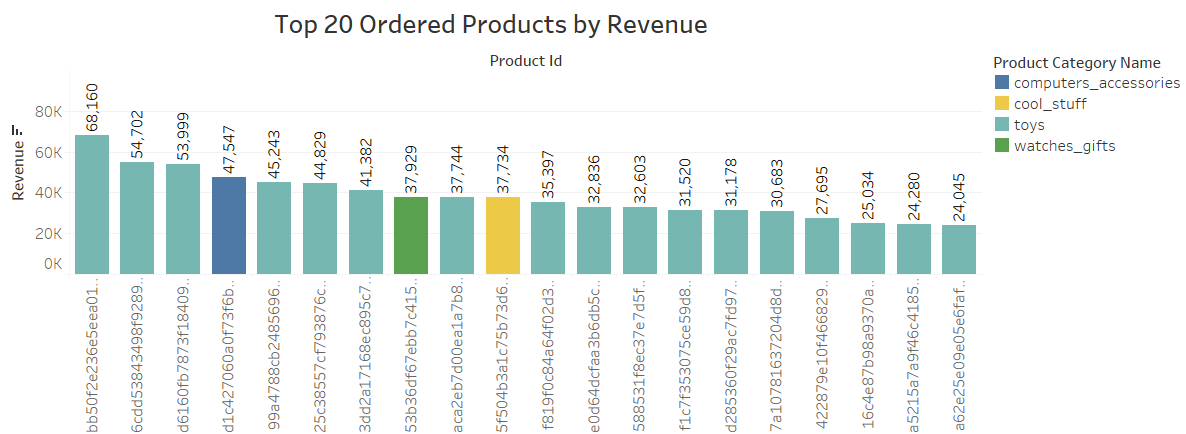 Top 20 Ordered Products by Revenue
Product Id
Product Category Name
computers_accessories
cool_stuff
toys
watches_gifts
Revenue
80K
60K
40K
20K
0K
68,160
54,702
53,999
47,547
45,243
44,829
41,382
37,929
37,744
37,734
35,397
32,836
32,603
31,520
31,178
30,683
27,695
25,034
24,280
24,045
bb50f2e236e5eea01..
6cdd53843498f9289..
d6160fb7873f18409..
d1c427060a0f73f6b..
99a4788cb2485696..
25c38557cf793876c..
3dd2a17168ec895c7..
53b36df67ebb7c415..
aca2eb7d00ea1a7b8..
5f504b3a1c75b73d6..
f819f0c84a64f02d3..
e0d64dcfaa3b6db5c..
588531f8ec37e7d5f..
f1c7f353075ce59d8..
d285360f29ac7fd97..
7a10781637204d8d..
422879e10f466829..
16c4e87b98a9370a..
a5215a7a9f46c4185..
a62e25e09e05e6faf..